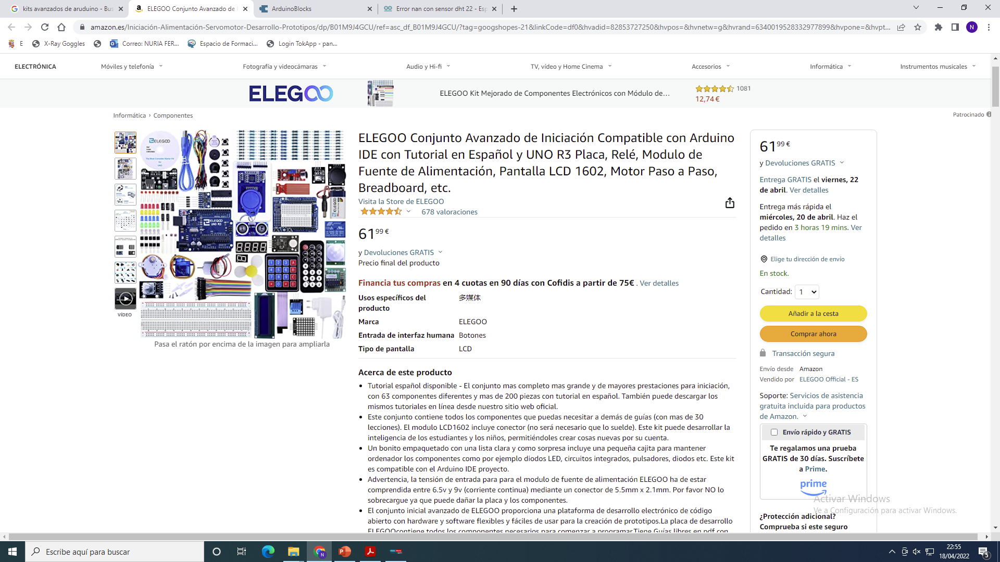 kits avanzados de aruduino - Bus
ELEGOO Conjunto Avanzado de
ArduinoBlocks
Error nan con sensor dht 22 - Esp
amazon.es/Iniciación-Alimentación-Servomotor-Desarrollo-Prototipos/dp/B01M9J4GCU/ref=asc_df_B01M9J4GCU/?tag=googshopes-21&linkCode=df0&hvadid=82853727250&hvpos=&hvnetw=g&hvrand=6340019528332977899&hvpone=&hvpt...
N
E
X-Ray Goggles
Correo: NURIA FER...
Espacio de Formaci...
Login TokApp - pan...
ELECTRÓNICA
Móviles y telefonía
Fotografía y videocámaras
Audio y Hi-fi
TV, vídeo y Home Cinema
Accesorios
Informática
Instrumentos musicales
ELEGOO
ELEGOO Kit Mejorado de Componentes Electrónicos con Módulo de...
1081
12,74 €
Informática › Componentes
Patrocinado
ELEGOO
ELEGOO
UNO R3
VÍDEO
Pasa el ratón por encima de la imagen para ampliarla
ELEGOO Conjunto Avanzado de Iniciación Compatible con Arduino
IDE con Tutorial en Español y UNO R3 Placa, Relé, Modulo de
Fuente de Alimentación, Pantalla LCD 1602, Motor Paso a Paso,
Breadboard, etc.
Visita la Store de ELEGOO
678 valoraciones
61 99 €
y Devoluciones GRATIS
Precio final del producto
Financia tus compras en 4 cuotas en 90 días con Cofidis a partir de 75€ . Ver detalles
Usos específicos del producto 多媒体
Marca ELEGOO
Entrada de interfaz humana Botones
Tipo de pantalla LCD
Acerca de este producto
• Tutorial español disponible - El conjunto mas completo mas grande y de mayores prestaciones para iniciación,
con 63 componentes diferentes y mas de 200 piezas con tutorial en español. También puede descargar los
mismos tutoriales en línea desde nuestro sitio web oficial.
• Este conjunto contiene todos los componentes que puedas necesitar a demás de guías (con mas de 30
lecciones). El modulo LCD1602 incluye conector (no será necesario que lo suelde). Este kit puede desarrollar la
inteligencia de los estudiantes y los niños, permitiéndoles crear cosas nuevas por su cuenta.
• Un bonito empaquetado con una lista clara y como sorpresa incluye una pequeña cajita para mantener
ordenador los componentes como por ejemplo diodos LED, circuitos integrados, pulsadores, diodos etc. Este kit
es compatible con el Arduino IDE proyecto.
• Advertencia, la tensión de entrada para para el modulo de fuente de alimentación ELEGOO ha de estar
comprendida entre 6.5v y 9v (corriente continua) mediante un conector de 5.5mm x 2.1mm. Por favor NO lo
sobrecargue ya que puede dañar la placa y los componentes.
• El conjunto inicial avanzado de ELEGOO proporciona una plataforma de desarrollo electrónico de código
abierto con hardware y software flexibles y fáciles de usar para la creación de prototipos.La placa de desarrollo
ELEGOOcontiene todos los componentes necesarios para comenzar a programar.Tiene Guías libres en pdf con
61 99 €
y Devoluciones GRATIS
Entrega GRATIS el viernes, 22
de abril. Ver detalles
Entrega más rápida el
miércoles, 20 de abril. Haz el
pedido en 3 horas 19 mins. Ver
detalles
Elige tu dirección de envío
En stock.
Cantidad: 1
Añadir a la cesta
Comprar ahora
Transacción segura
Envío desde Amazon
Vendido por ELEGOO Official - ES
Soporte: Servicios de asistencia
gratuita incluida para productos
de Amazon.
Envío rápido y GRATIS
Te regalamos una prueba
GRATIS de 30 días. Suscríbete
a Prime.
prime
Activar Windows
Ve a Configuración para activar Windows.
¿Protección adicional?
Comprueba si este seguro
Escribe aquí para buscar
22:55
18/04/2022
5